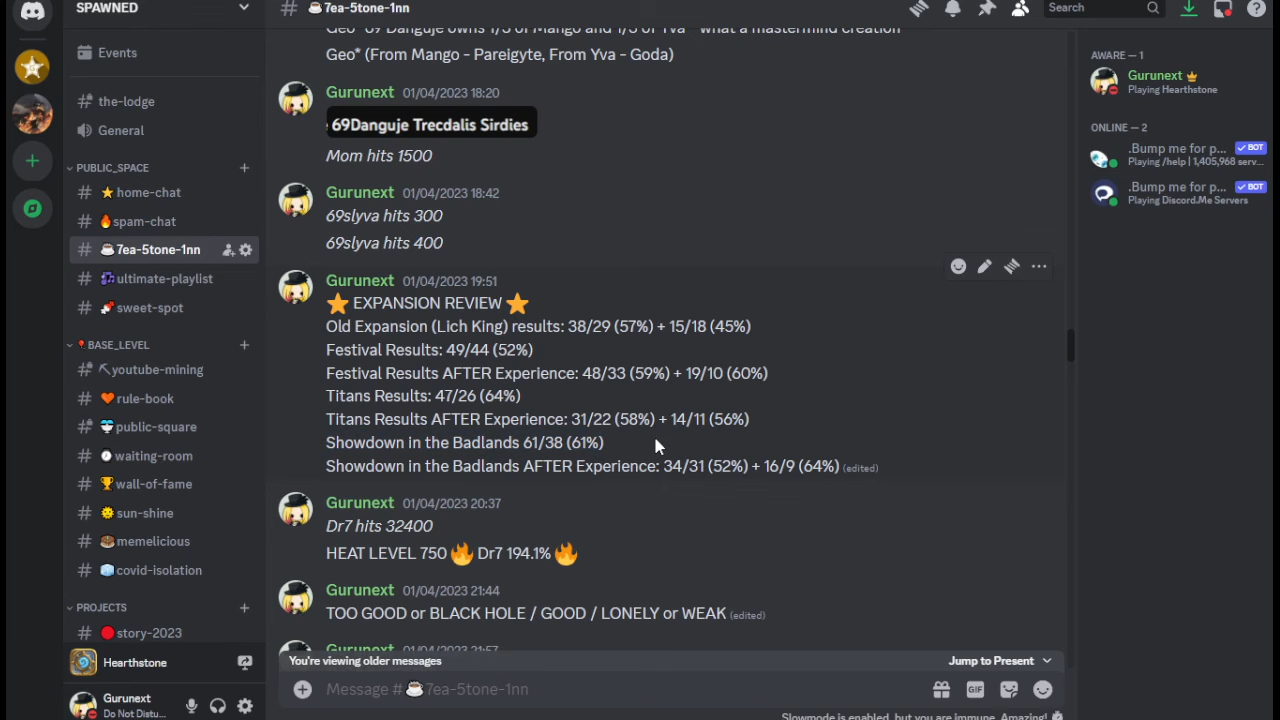 SPAWNED
Events
the-lodge
General
PUBLIC_SPACE
home-chat
spam-chat
7ea-5tone-1nn
ultimate-playlist
sweet-spot
BASE_LEVEL
youtube-mining
rule-book
public-square
waiting-room
wall-of-fame
sun-shine
memelicious
covid-isolation
PROJECTS
story-2023
Hearthstone
Gurunext
Do Not Distu...
7ea-5tone-1nn
Search
Geo* (From Mango - Pareigyte, From Yva - Goda)
Gurunext 01/04/2023 18:20
69Danguje Trecdalis Sirdies
Mom hits 1500
Gurunext 01/04/2023 18:42
69slyva hits 300
69slyva hits 400
Gurunext 01/04/2023 19:51
⭐ EXPANSION REVIEW ⭐
Old Expansion (Lich King) results: 38/29 (57%) + 15/18 (45%)
Festival Results: 49/44 (52%)
Festival Results AFTER Experience: 48/33 (59%) + 19/10 (60%)
Titans Results: 47/26 (64%)
Titans Results AFTER Experience: 31/22 (58%) + 14/11 (56%)
Showdown in the Badlands 61/38 (61%)
Showdown in the Badlands AFTER Experience: 34/31 (52%) + 16/9 (64%) (edited)
Gurunext 01/04/2023 20:37
Dr7 hits 32400
HEAT LEVEL 750 🔥 Dr7 194.1% 🔥
Gurunext 01/04/2023 21:44
TOO GOOD or BLACK HOLE / GOOD / LONELY or WEAK (edited)
Gurunext 01/04/2023 21:57
You're viewing older messages
Jump to Present
Message # ☕7ea-5tone-1nn
GIF
Slowmode is enabled, but you are immune. Amazing!
AWARE — 1
Gurunext
Playing Hearthstone
ONLINE — 2
.Bump me for p... BOT
Playing /help | 1,405,968 serv...
.Bump me for p... BOT
Playing Discord.Me Servers